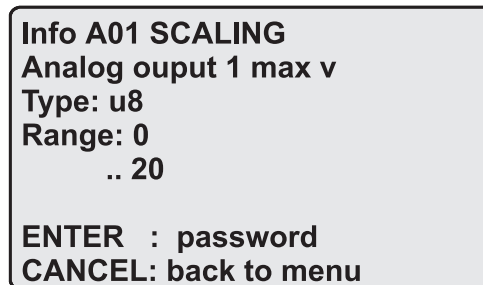 Info A01 SCALING
Analog ouput 1 max v
Type: u8
Range: 0
.. 20
ENTER : password
CANCEL: back to menu